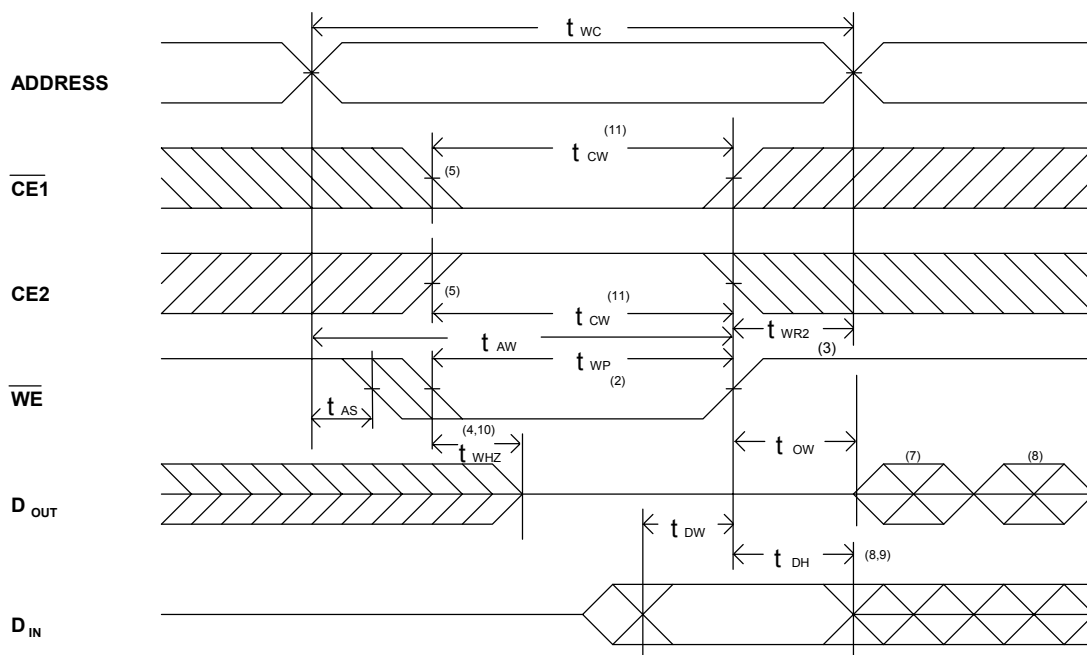 t WC
ADDRESS
(11)
t CW
CE1
(5)
CE2
(5)
(11)
t CW
t WR2
t AW
(3)
t WP
(2)
WE
t AS
(4,10)
t WHZ
t OW
(7)
(8)
D OUT
t DW
t DH
(8,9)
D IN